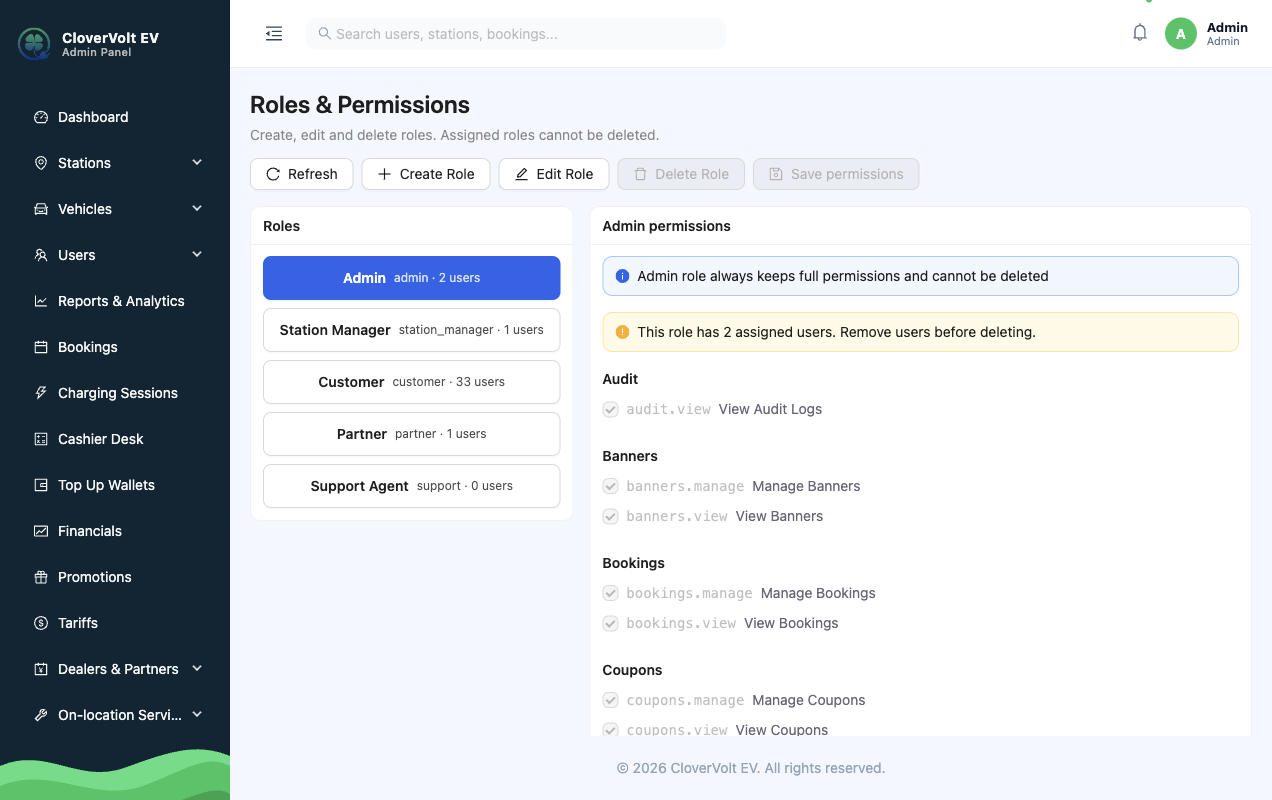 CloverVolt EV
Admin Panel
Dashboard
Stations
Vehicles
Users
Reports & Analytics
Bookings
Charging Sessions
Cashier Desk
Top Up Wallets
Financials
Promotions
Tariffs
Dealers & Partners
On-location Servi...
Search users, stations, bookings...
A
Admin
Admin
Roles & Permissions
Create, edit and delete roles. Assigned roles cannot be deleted.
Refresh
Create Role
Edit Role
Delete Role
Save permissions
Roles
Admin admin · 2 users
Station Manager station_manager · 1 users
Customer customer · 33 users
Partner partner · 1 users
Support Agent support · 0 users
Admin permissions
Admin role always keeps full permissions and cannot be deleted
This role has 2 assigned users. Remove users before deleting.
Audit
audit.view View Audit Logs
Banners
banners.manage Manage Banners
banners.view View Banners
Bookings
bookings.manage Manage Bookings
bookings.view View Bookings
Coupons
coupons.manage Manage Coupons
coupons.view View Coupons
© 2026 CloverVolt EV. All rights reserved.